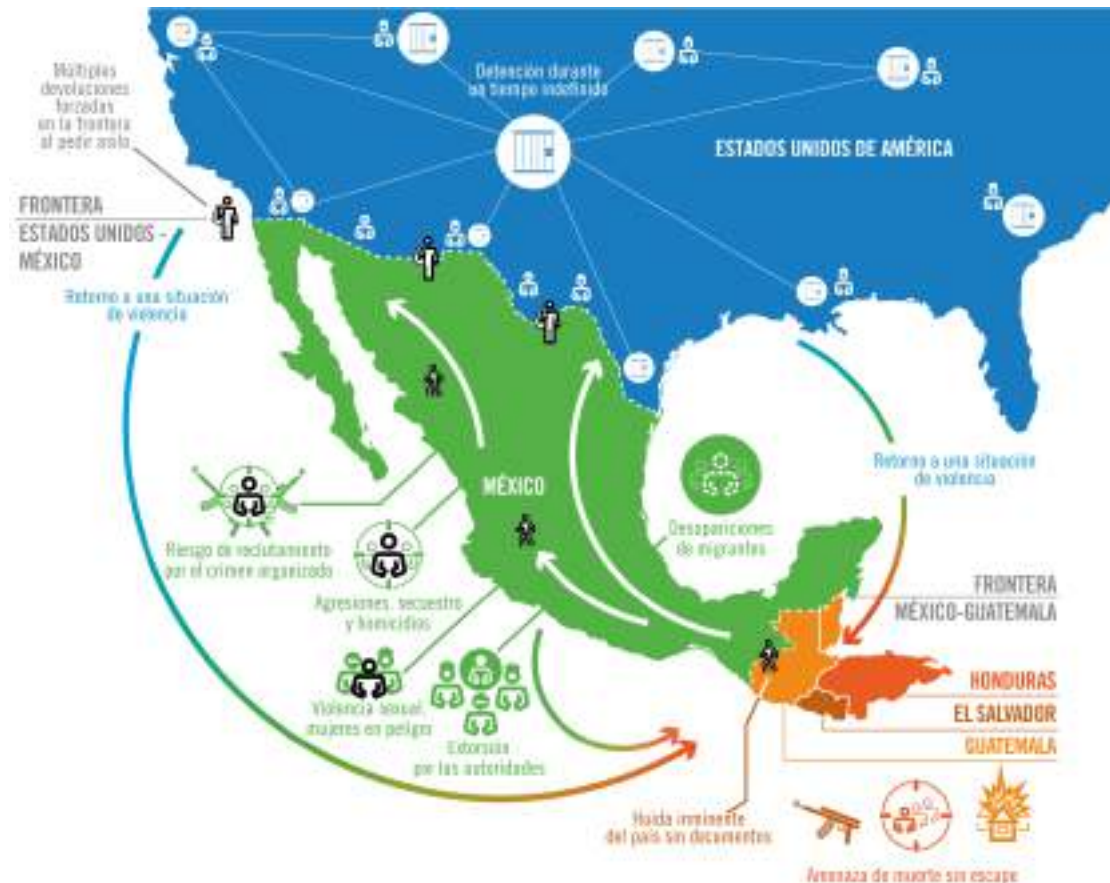 Múltiples
devoluciones
forzadas
en la frontera
al pedir asilo
Detención durante
un tiempo indefinido
ESTADOS UNIDOS DE AMÉRICA
FRONTERA
ESTADOS UNIDOS -
MÉXICO
Retorno a una situación
de violencia
Retorno a una situación
de violencia
MÉXICO
Desapariciones
de migrantes
Riesgo de reclutamiento
por el crimen organizado
Agresiones, secuestro
y homicidios
FRONTERA
MÉXICO-GUATEMALA
Violencia sexual,
mujeres en peligro
Extorsión
por las autoridades
HONDURAS
EL SALVADOR
GUATEMALA
Huida inminente
del país sin documentos
Amenaza de muerte sin escape